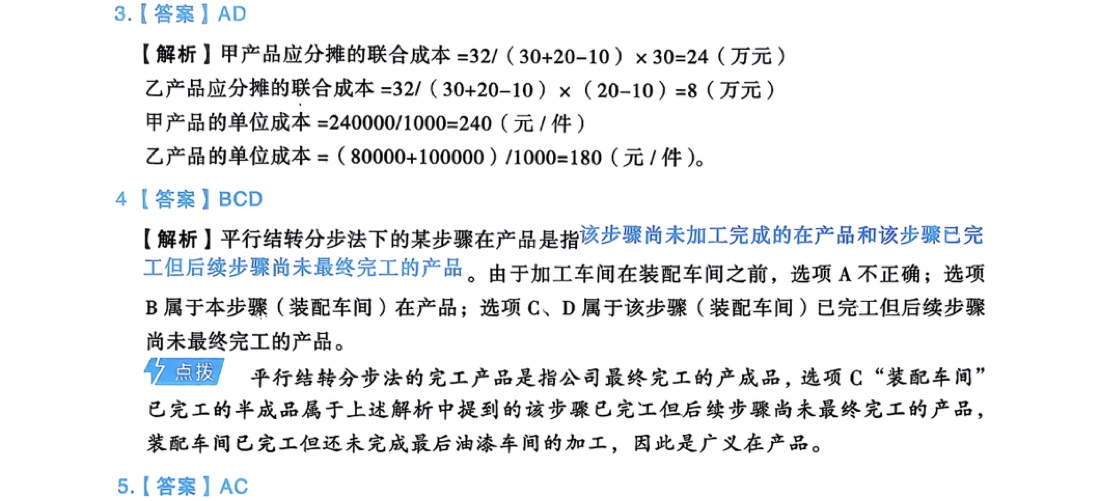 3.【答案】AD
【解析】甲产品应分摊的联合成本 =32/（30+20-10）×30=24（万元）
乙产品应分摊的联合成本 =32/（30+20-10）×（20-10）=8（万元）
甲产品的单位成本 =240000/1000=240（元 / 件）
乙产品的单位成本 =（80000+100000）/1000=180（元 / 件）。
4【答案】BCD
【解析】平行结转分步法下的某步骤在产品是指该步骤尚未加工完成的在产品和该步骤已完
工但后续步骤尚未最终完工的产品。由于加工车间在装配车间之前，选项 A 不正确；选项
B 属于本步骤（装配车间）在产品；选项 C、D 属于该步骤（装配车间）已完工但后续步骤
尚未最终完工的产品。
点拨 平行结转分步法的完工产品是指公司最终完工的产成品，选项 C “装配车间”
已完工的半成品属于上述解析中提到的该步骤已完工但后续步骤尚未最终完工的产品，
装配车间已完工但还未完成最后油漆车间的加工，因此是广义在产品。
5.【答案】AC